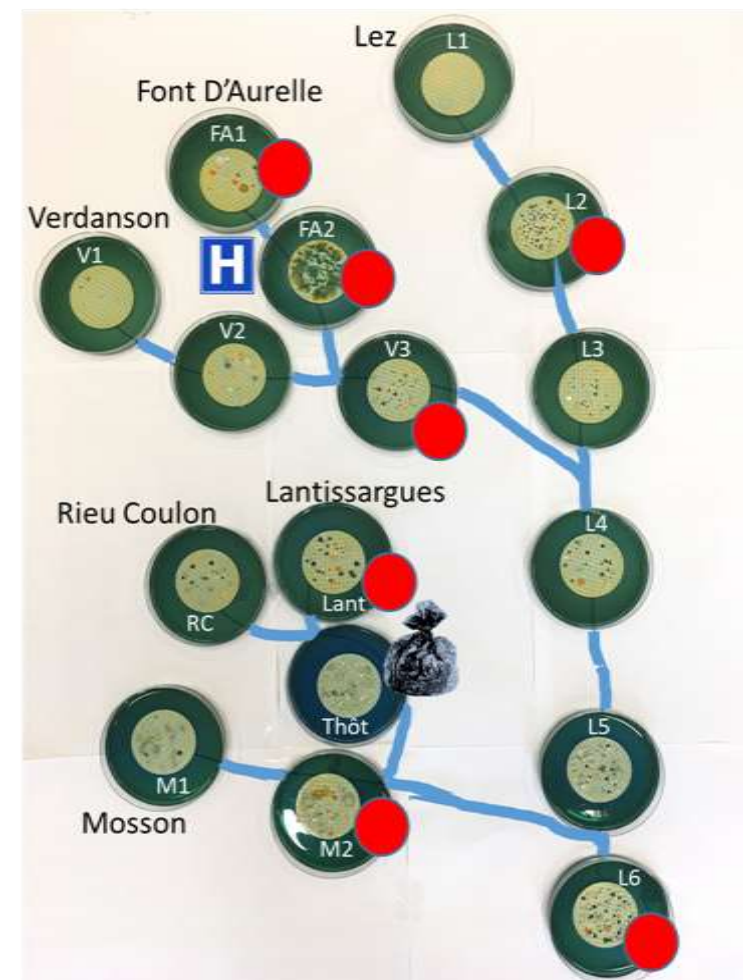 Lez
L1
Font D’Aurelle
FA1
L2
Verdanson
FA2
V1
H
V2
V3
L3
Lantissargues
Rieu Coulon
L4
Lant
RC
Thôt
L5
M1
Mosson
M2
L6